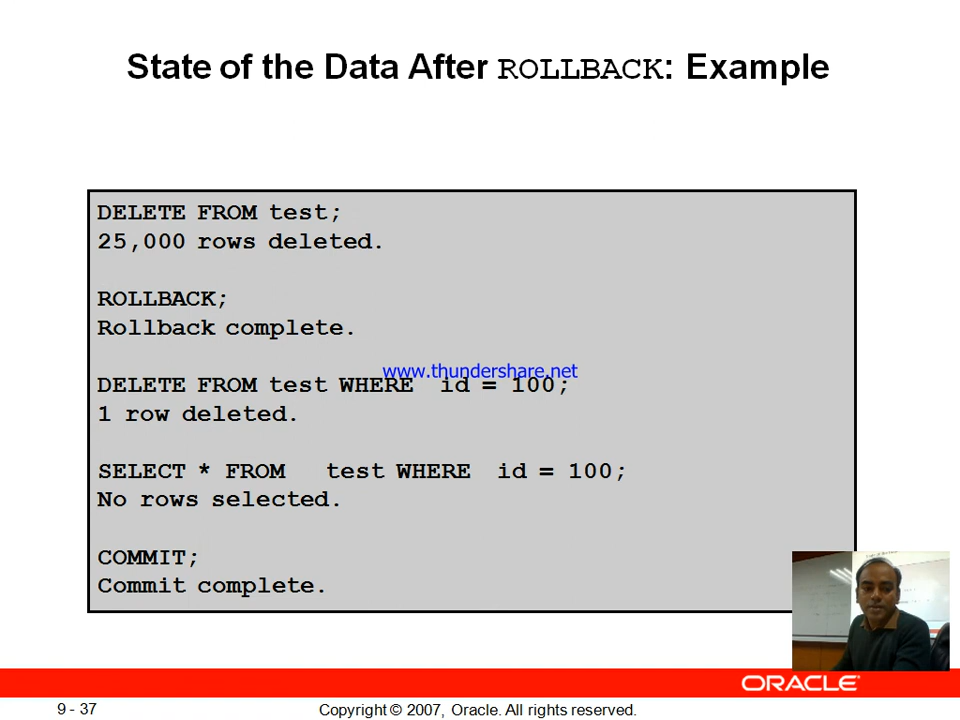 State of the Data After ROLLBACK: Example
DELETE FROM test;
25,000 rows deleted.
ROLLBACK;
Rollback complete.
www.thundershare.net
DELETE FROM test WHERE id = 100;
1 row deleted.
SELECT * FROM test WHERE id = 100;
No rows selected.
COMMIT;
Commit complete.
ORACLE
9 - 37
Copyright © 2007, Oracle. All rights reserved.